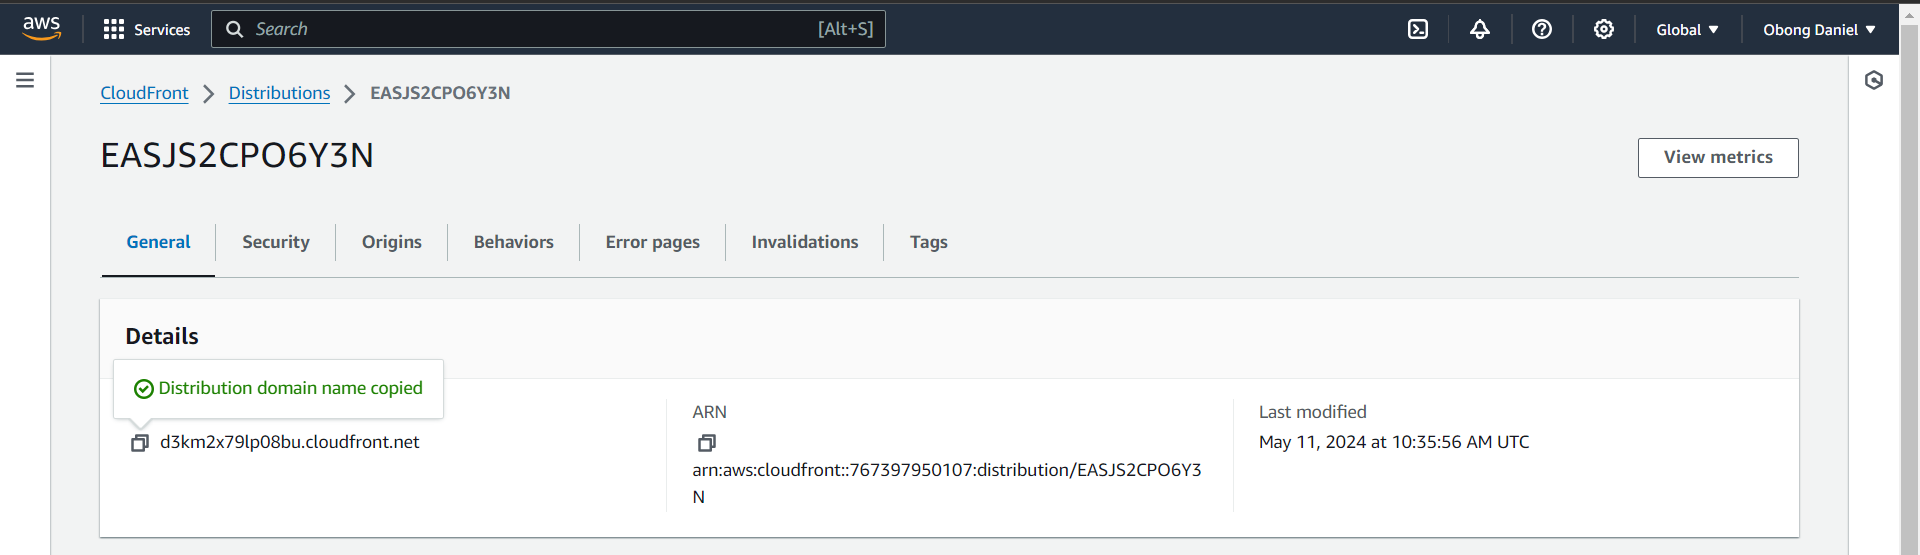 aws Services Search [Alt+S] Global Obong Daniel
CloudFront Distributions EASJS2CPO6Y3N
EASJS2CPO6Y3N
View metrics
General Security Origins Behaviors Error pages Invalidations Tags
Details
Distribution domain name copied
d3km2x79lp08bu.cloudfront.net
ARN
arn:aws:cloudfront::767397950107:distribution/EASJS2CPO6Y3
N
Last modified
May 11, 2024 at 10:35:56 AM UTC